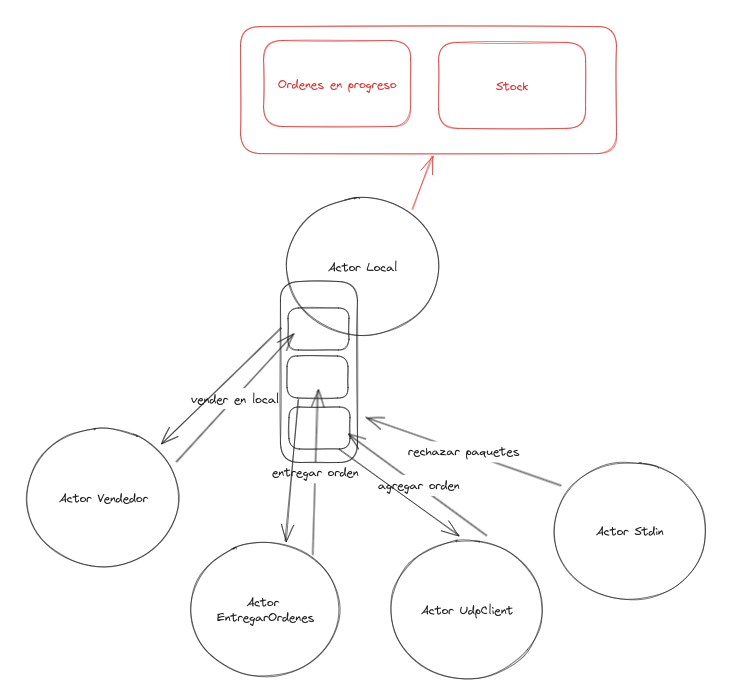 Ordenes en progreso
Stock
Actor Local
vender en local
rechazar paquetes
entregar orden
agregar orden
Actor Vendedor
Actor Stdin
Actor
EntregarOrdenes
Actor UdpClient